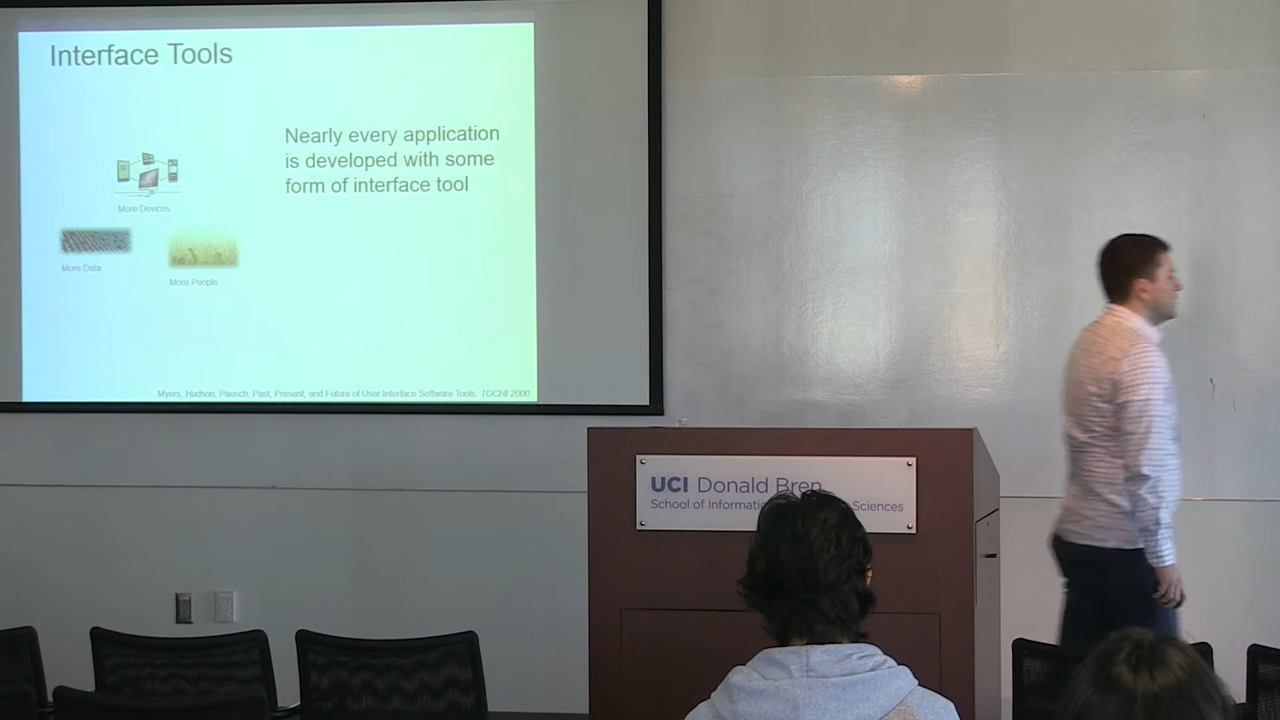 Interface Tools
Nearly every application
is developed with some
form of interface tool
More Devices
More Data
More People
Myers, Hudson, Pausch. Past, Present, and Future of User Interface Software Tools. TOCHI 2000
UCI Donald Bren
School of Informatio Sciences